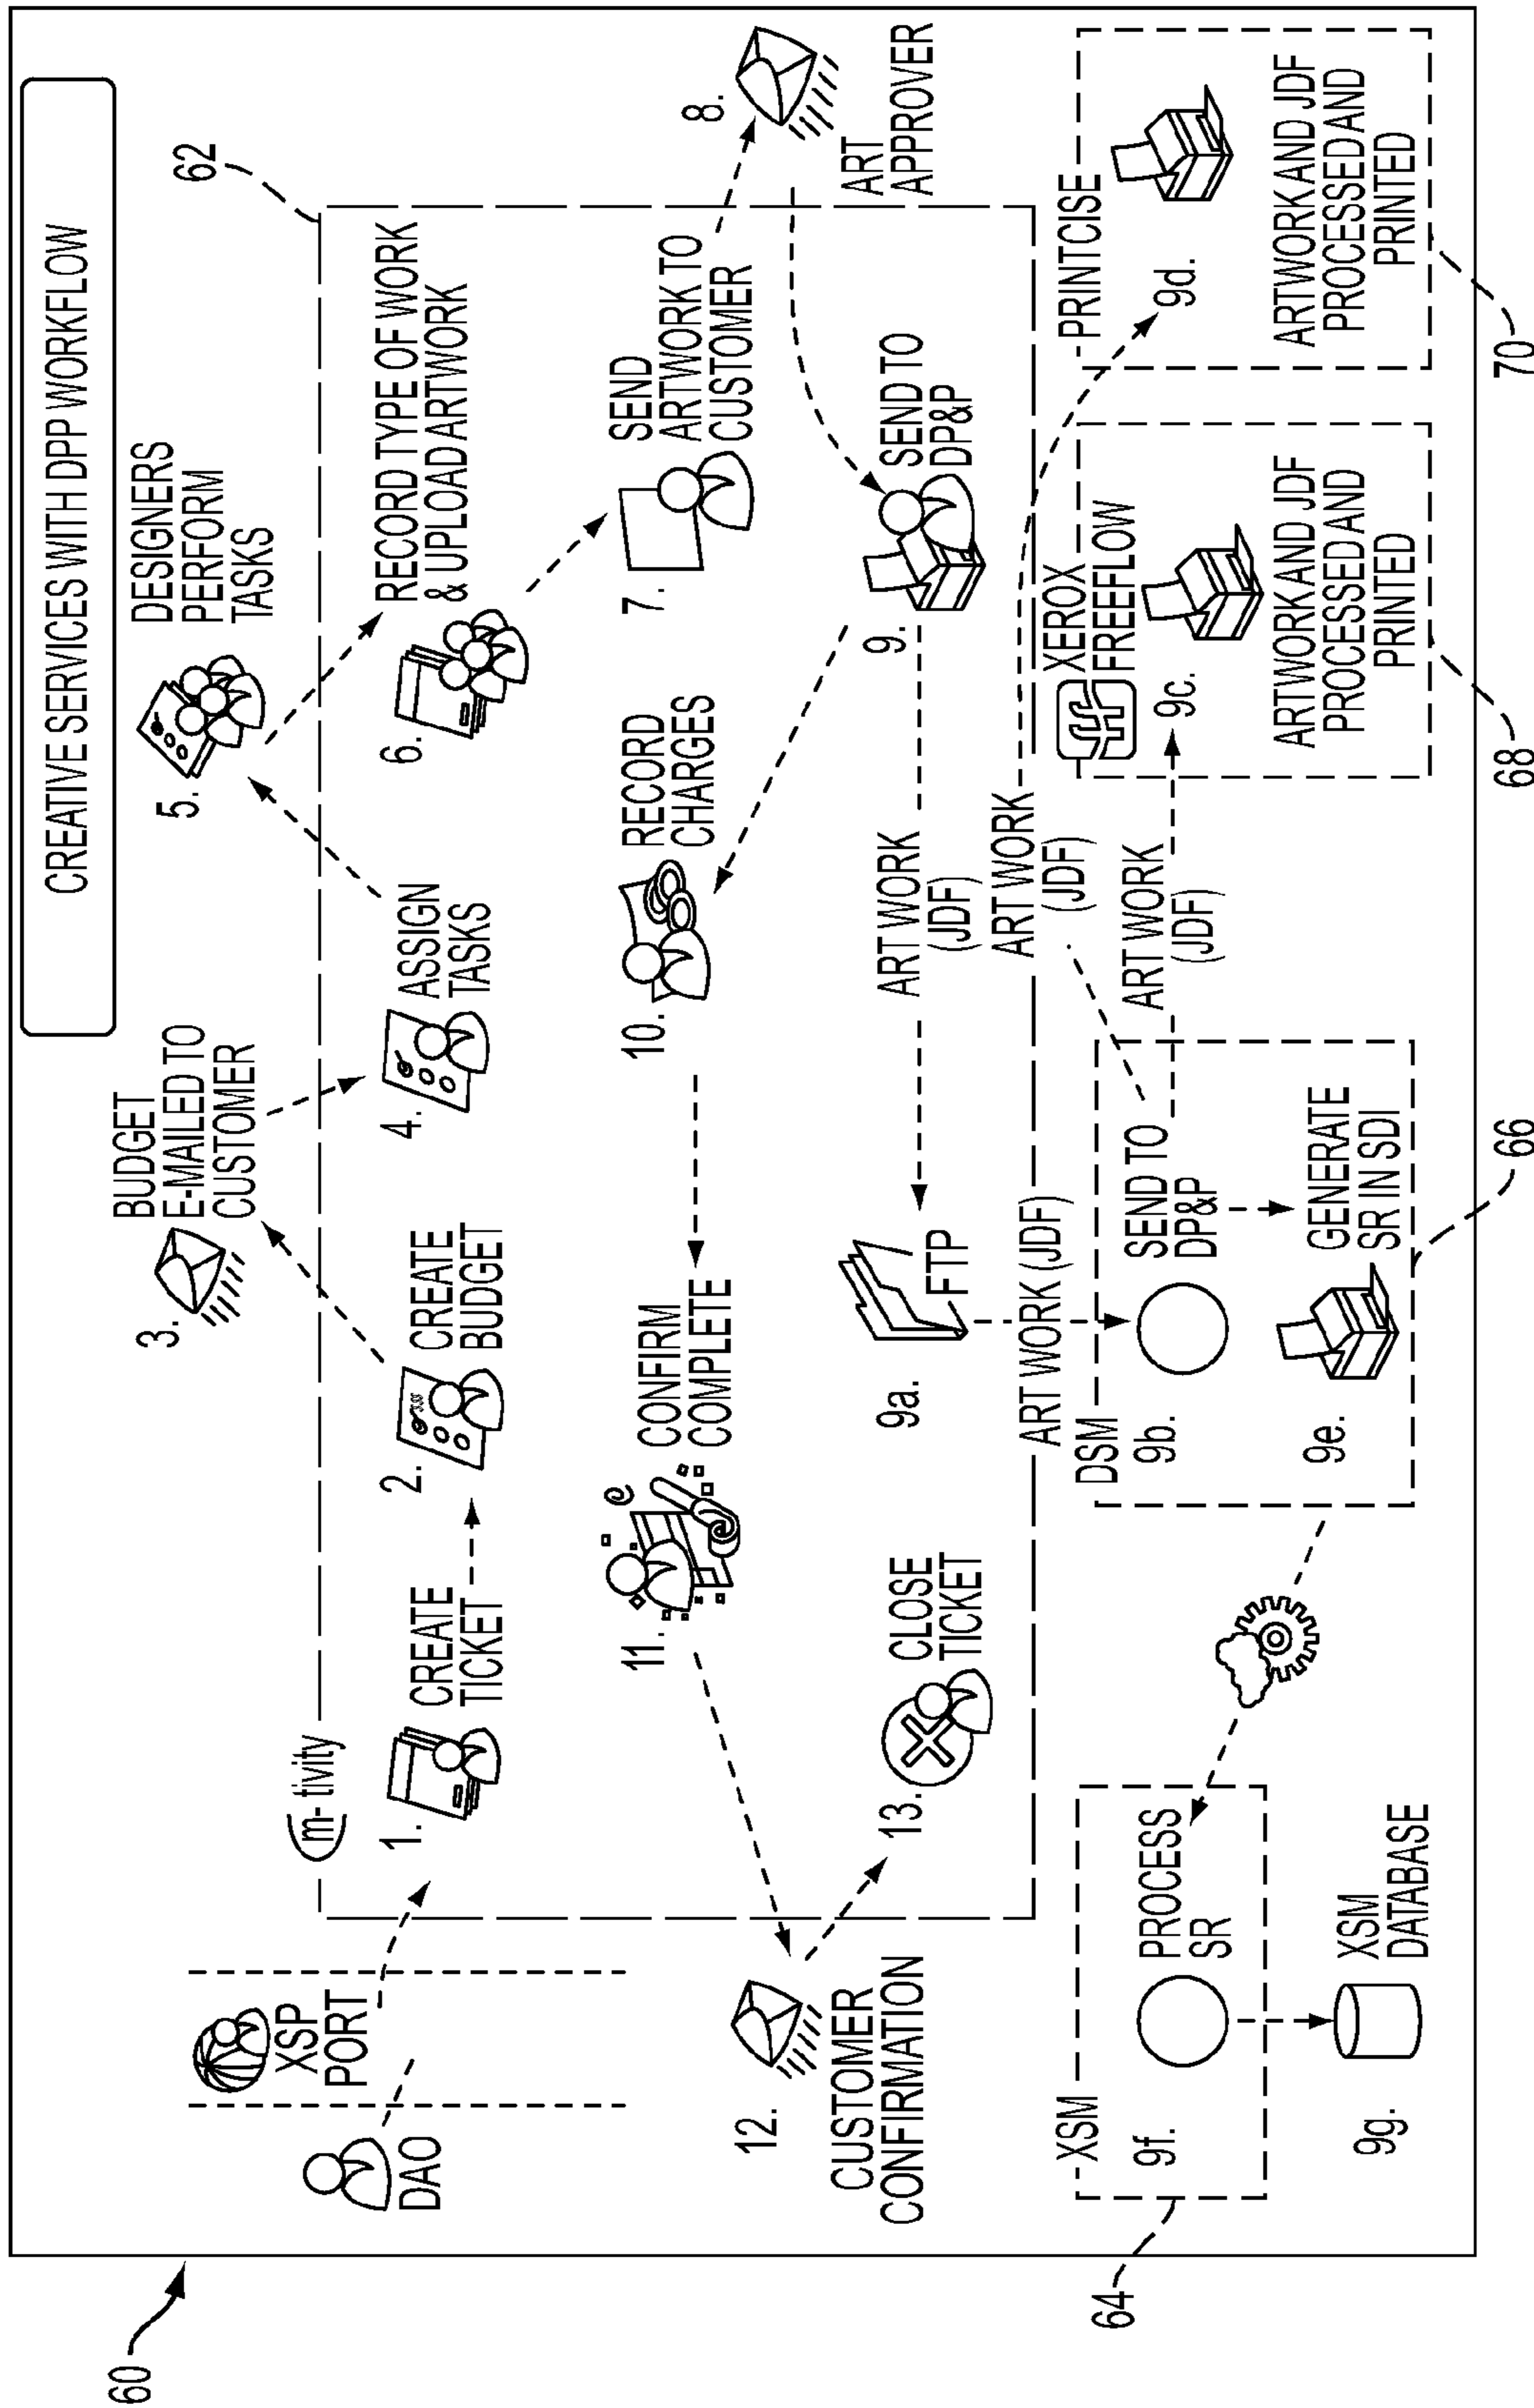 60
CREATIVE SERVICES WITH DPP WORKFLOW
62
DAO
XSP
PORT
m-tivity
1.
CREATE
TICKET
2.
CREATE
BUDGET
3.
BUDGET
E-MAILED TO
CUSTOMER
4.
ASSIGN
TASKS
5.
DESIGNERS
PERFORM
TASKS
6.
RECORD TYPE OF WORK
& UPLOAD ARTWORK
7.
SEND
ARTWORK TO
CUSTOMER
8.
ART
APPROVER
9.
SEND TO
DP&P
10.
RECORD
CHARGES
11.
CONFIRM
COMPLETE
12.
CUSTOMER
CONFIRMATION
13.
CLOSE
TICKET
9a.
FTP
ART WORK
(JDF)
ART WORK
(JDF)
ART WORK (JDF)
ART WORK
(JDF)
DSM
9b.
SEND TO
DP&P
9e.
GENERATE
SR IN SDI
66
XSM
9f.
PROCESS
SR
64
9g.
XSM
DATABASE
XEROX
FREEFLOW
9c.
ARTWORK AND JDF
PROCESSED AND
PRINTED
68
PRINTCISE
9d.
ARTWORK AND JDF
PROCESSED AND
PRINTED
70